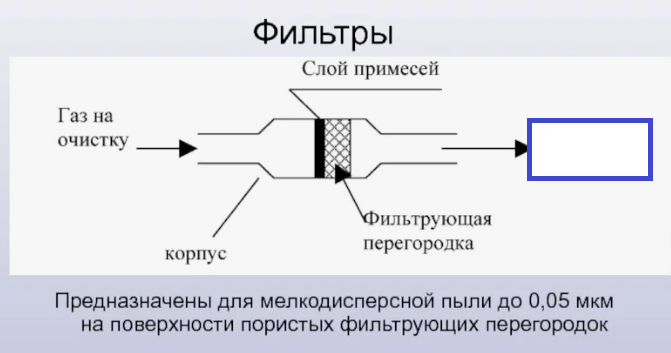 Фильтры
Слой примесей
Газ на
очистку
Фильтрующая
перегородка
корпус
Предназначены для мелкодисперсной пыли до 0,05 мкм
на поверхности пористых фильтрующих перегородок